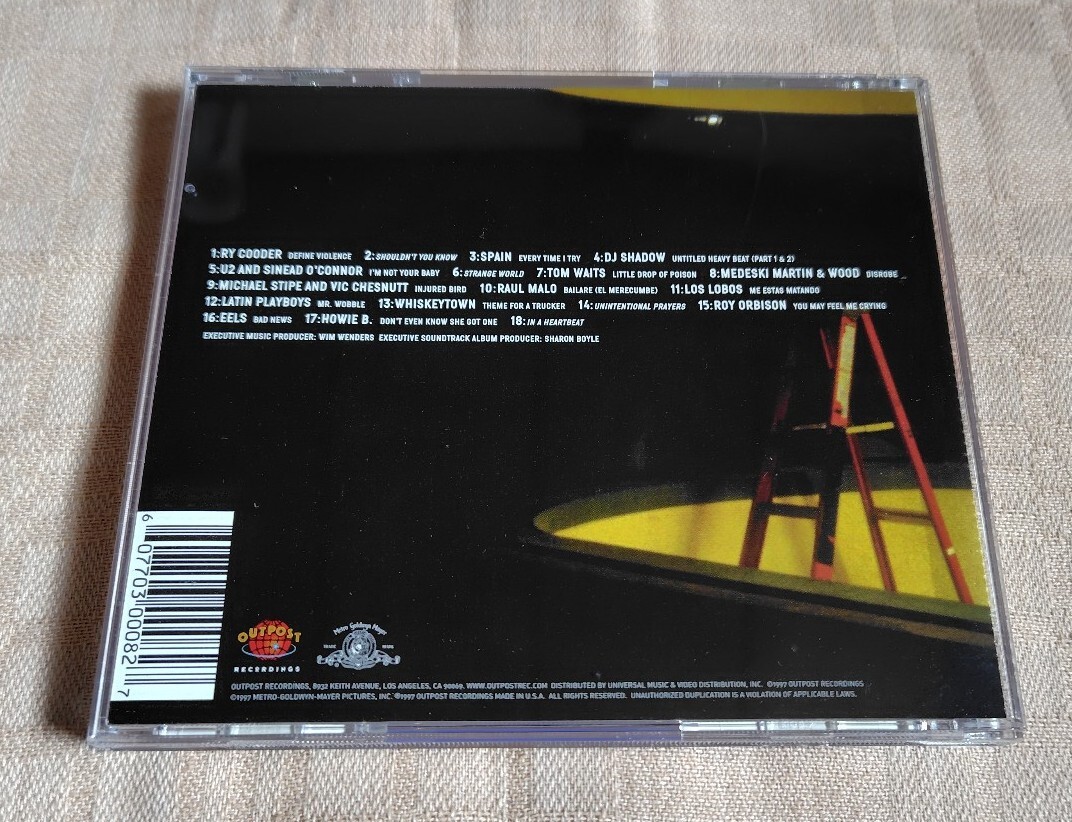 1:RY COODER DEFINE VIOLENCE 2:SHOULDN'T YOU KNOW 3:SPAIN EVERY TIME I TRY 4:DJ SHADOW UNTITLED HEAVY BEAT (PART 1 & 2)
5:U2 AND SINEAD O'CONNOR I'M NOT YOUR BABY 6:STRANGE WORLD 7:TOM WAITS LITTLE DROP OF POISON 8:MEDESKI MARTIN & WOOD DISROBE
9:MICHAEL STIPE AND VIC CHESNUTT INJURED BIRD 10:RAUL MALO BAILARE (EL MERECUMBE) 11:LOS LOBOS ME ESTAS MATANDO
12:LATIN PLAYBOYS MR. WOBBLE 13:WHISKEYTOWN THEME FOR A TRUCKER 14:UNINTENTIONAL PRAYERS 15:ROY ORBISON YOU MAY FEEL ME CRYING
16:EELS BAD NEWS 17:HOWIE B. DON'T EVEN KNOW SHE GOT ONE 18:IN A HEARTBEAT
EXECUTIVE MUSIC PRODUCER: WIM WENDERS EXECUTIVE SOUNDTRACK ALBUM PRODUCER: SHARON BOYLE
6 07703 00082 7
OUTPOST
RECORDINGS
Metro Goldwyn Mayer
TRADE MARK
OUTPOST RECORDINGS, 8932 KEITH AVENUE, LOS ANGELES, CA 90069. WWW.OUTPOSTREC.COM DISTRIBUTED BY UNIVERSAL MUSIC & VIDEO DISTRIBUTION, INC. ©1997 OUTPOST RECORDINGS
©1997 METRO-GOLDWYN-MAYER PICTURES, INC. ℗1997 OUTPOST RECORDINGS MADE IN U.S.A. ALL RIGHTS RESERVED. UNAUTHORIZED DUPLICATION IS A VIOLATION OF APPLICABLE LAWS.